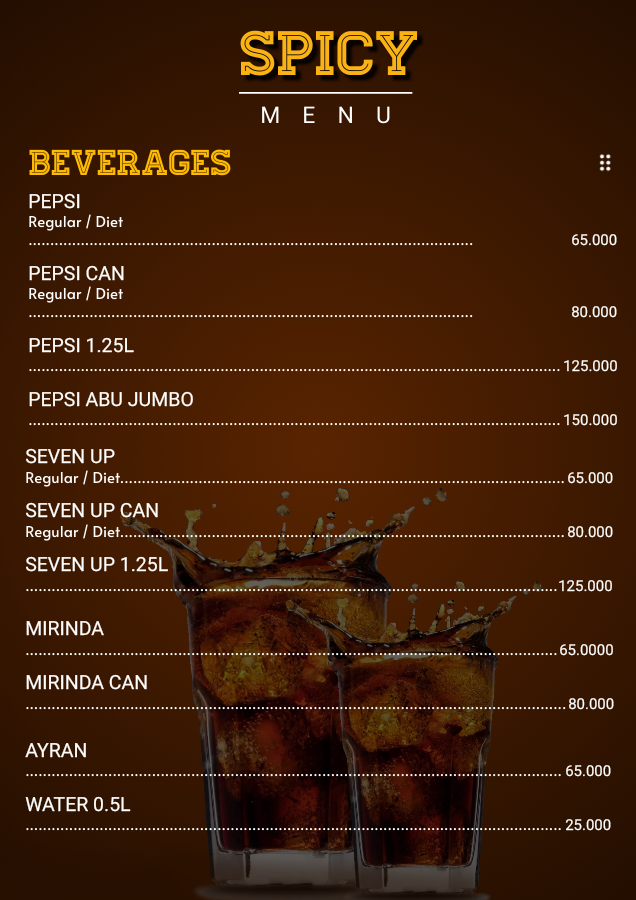 SPICY
MENU
BEVERAGES
PEPSI
Regular / Diet
........................................................................................................ 65.000
PEPSI CAN
Regular / Diet
........................................................................................................ 80.000
PEPSI 1.25L
........................................................................................................ 125.000
PEPSI ABU JUMBO
........................................................................................................ 150.000
SEVEN UP
Regular / Diet........................................................................................................ 65.000
SEVEN UP CAN
Regular / Diet........................................................................................................ 80.000
SEVEN UP 1.25L
........................................................................................................ 125.000
MIRINDA
........................................................................................................ 65.0000
MIRINDA CAN
........................................................................................................ 80.000
AYRAN
........................................................................................................ 65.000
WATER 0.5L
........................................................................................................ 25.000